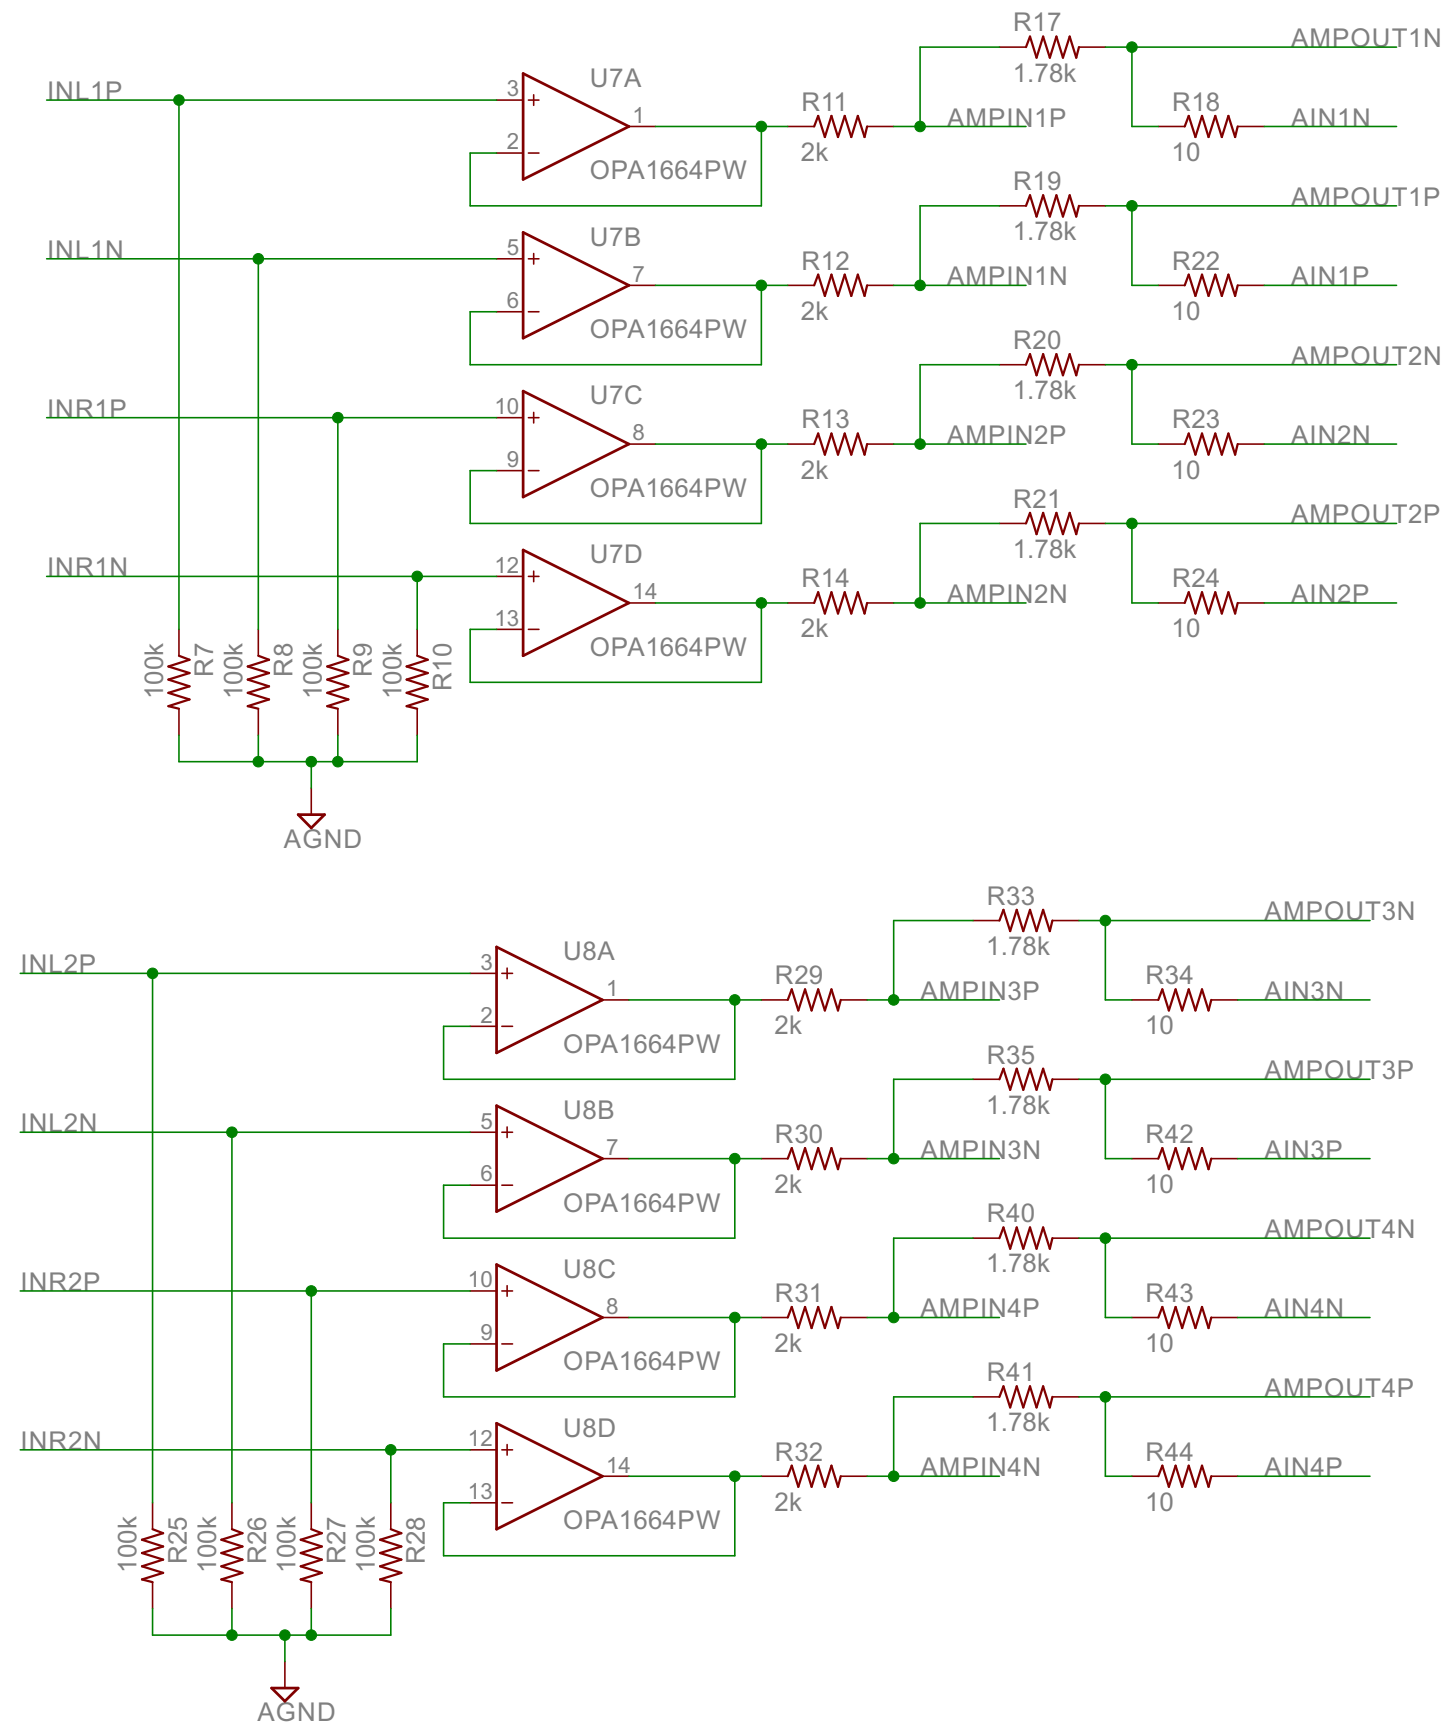 R17
1.78k
AMPOUT1N
INL1P
3
2
1
U7A
OPA1664PW
R11
2k
AMPIN1P
R18
10
AIN1N
R19
1.78k
AMPOUT1P
INL1N
5
6
7
U7B
OPA1664PW
R12
2k
AMPIN1N
R22
10
AIN1P
R20
1.78k
AMPOUT2N
INR1P
10
9
8
U7C
OPA1664PW
R13
2k
AMPIN2P
R23
10
AIN2N
R21
1.78k
AMPOUT2P
INR1N
12
13
14
U7D
OPA1664PW
R14
2k
AMPIN2N
R24
10
AIN2P
100k
R7
100k
R8
100k
R9
100k
R10
AGND
R33
1.78k
AMPOUT3N
INL2P
3
2
1
U8A
OPA1664PW
R29
2k
AMPIN3P
R34
10
AIN3N
R35
1.78k
AMPOUT3P
INL2N
5
6
7
U8B
OPA1664PW
R30
2k
AMPIN3N
R42
10
AIN3P
R40
1.78k
AMPOUT4N
INR2P
10
9
8
U8C
OPA1664PW
R31
2k
AMPIN4P
R43
10
AIN4N
R41
1.78k
AMPOUT4P
INR2N
12
13
14
U8D
OPA1664PW
R32
2k
AMPIN4N
R44
10
AIN4P
100k
R25
100k
R26
100k
R27
100k
R28
AGND